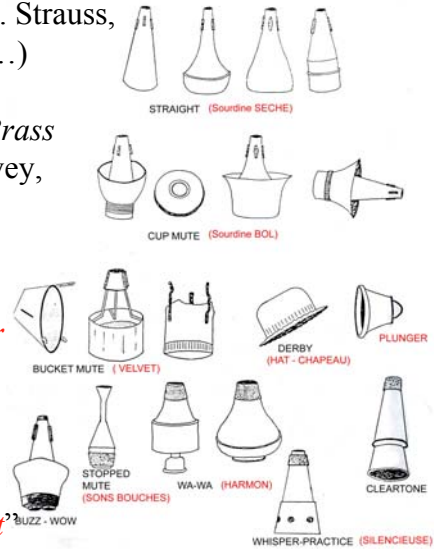 . Strauss,
..)
STRAIGHT (Sourdine SECHE)
Brass
vey,
CUP MUTE (Sourdine BOL)
r
BUCKET MUTE ( VELVET)
DERBY
(HAT - CHAPEAU)
PLUNGER
STOPPED
MUTE
(SONS BOUCHES)
WA-WA (HARMON)
CLEARTONE
t”
BUZZ - WOW
WHISPER-PRACTICE (SILENCIEUSE)